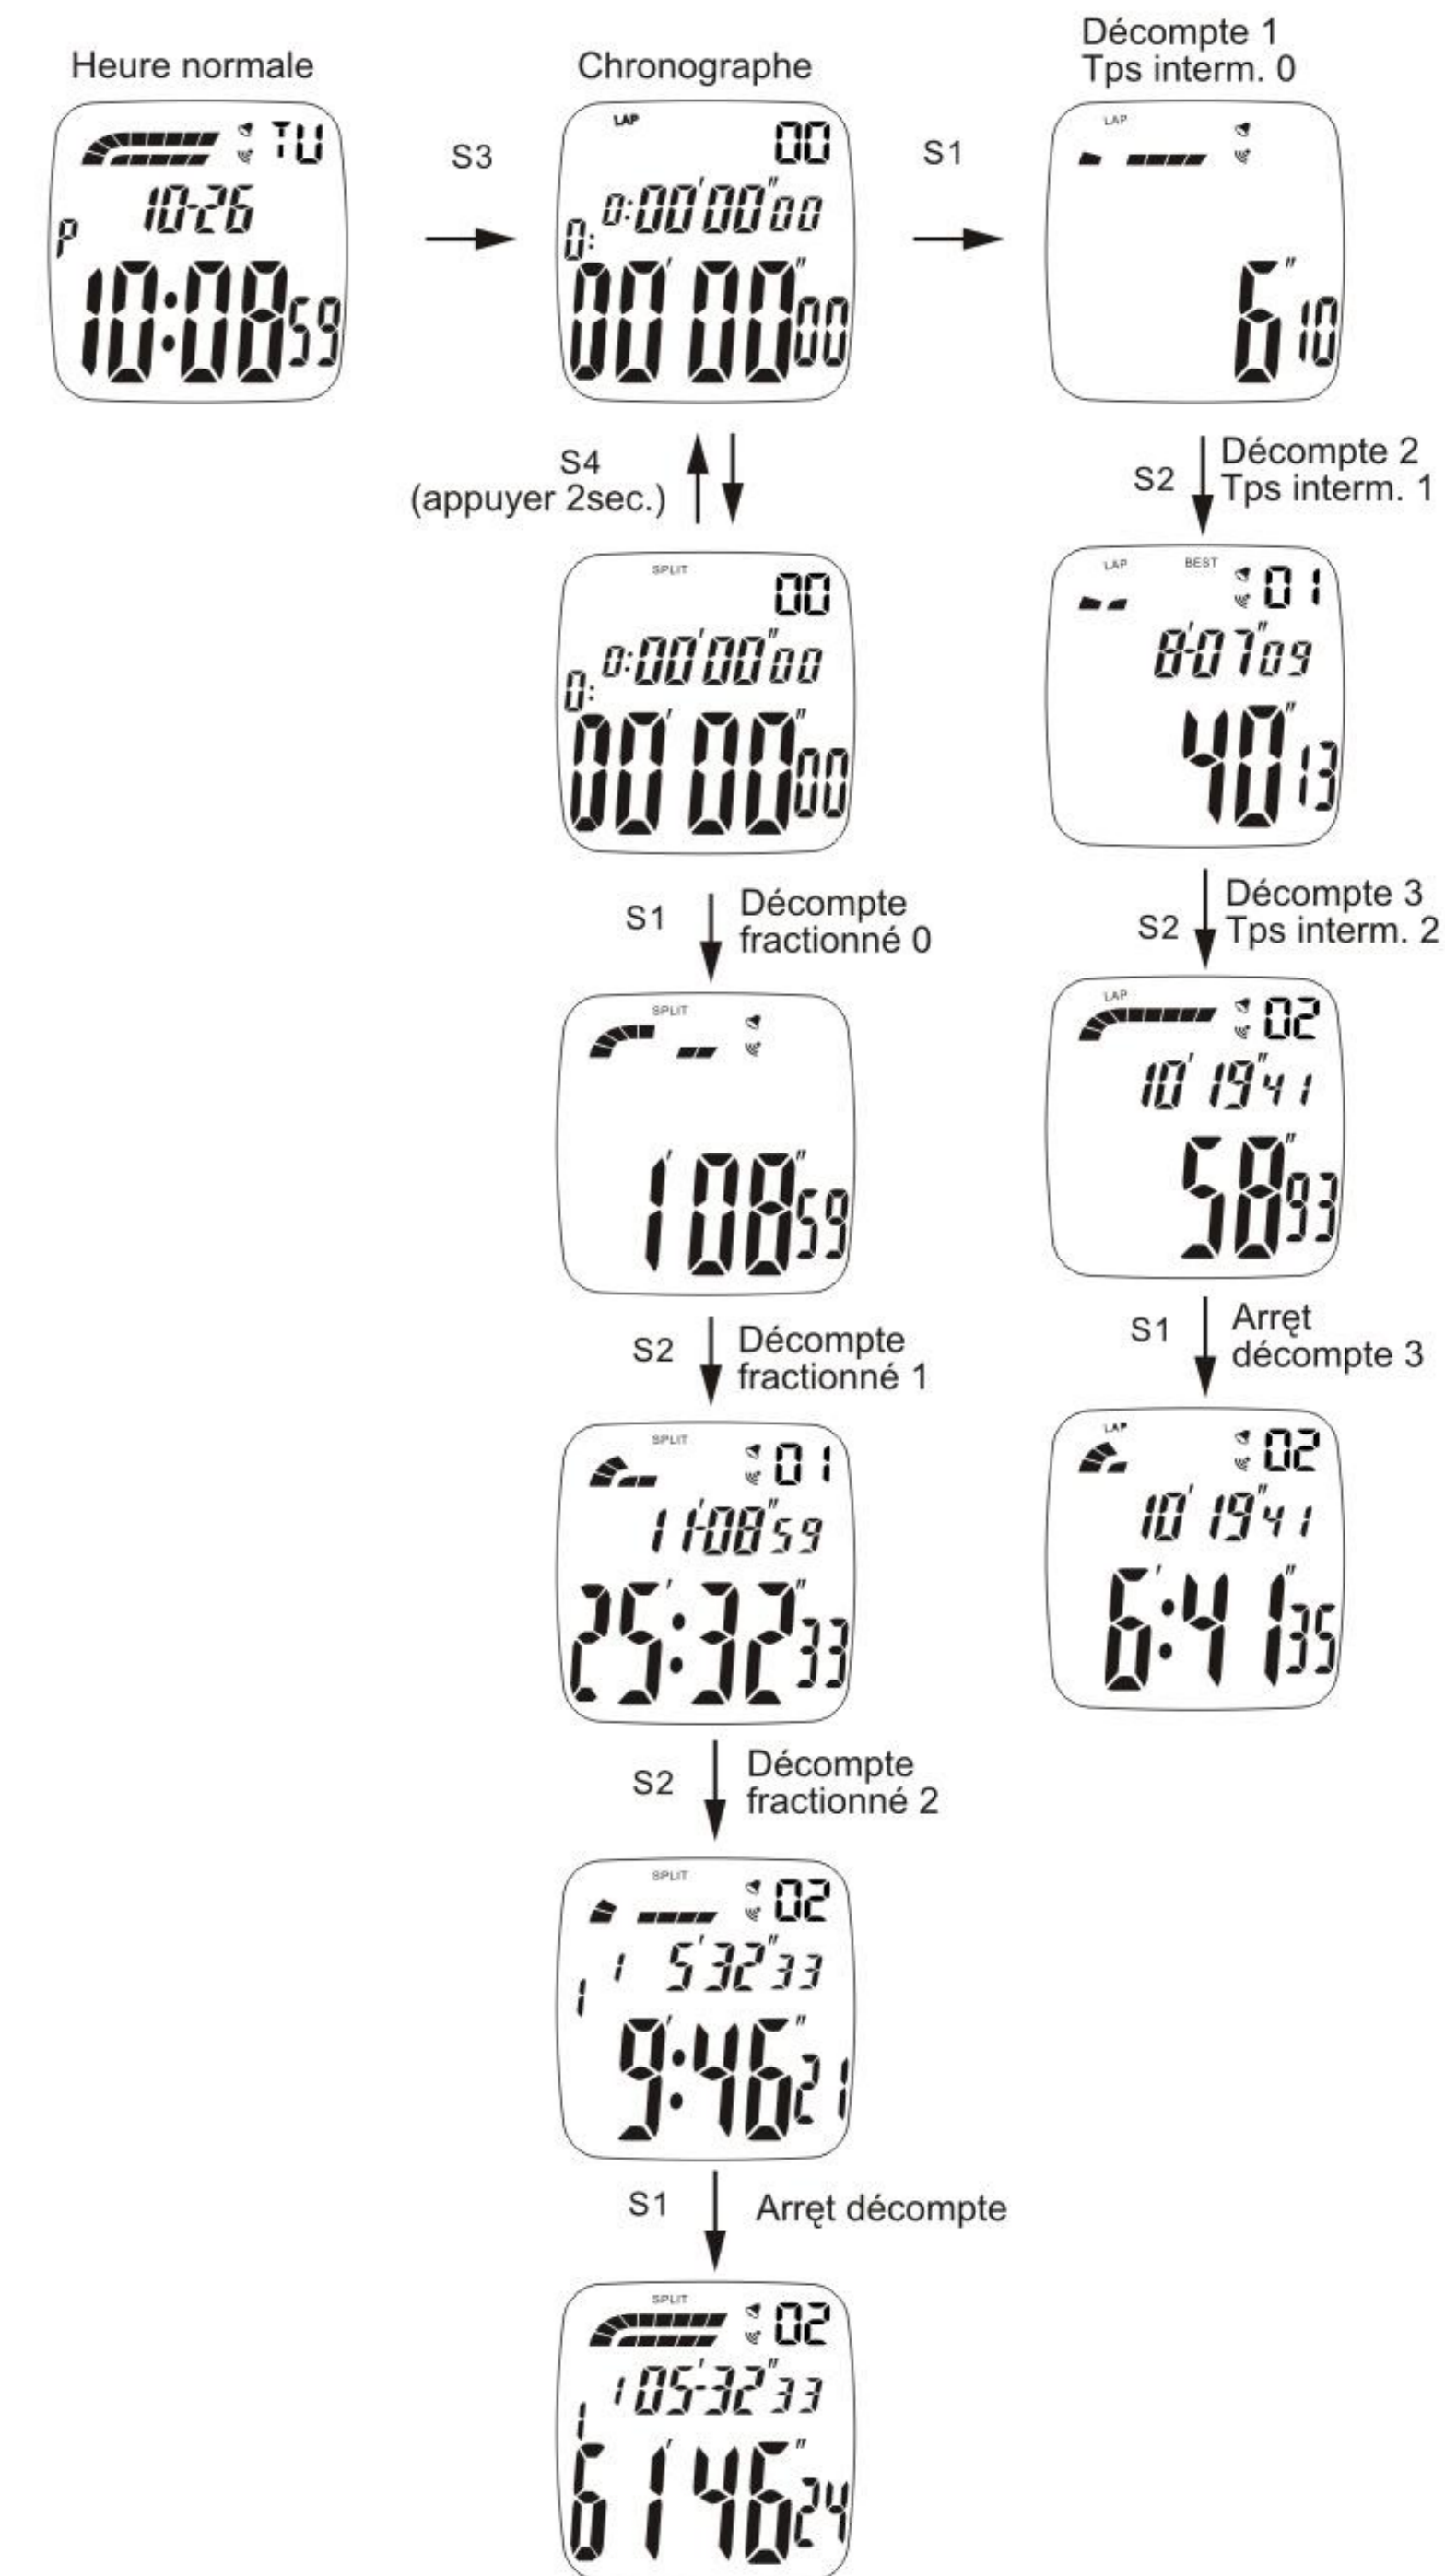 Heure normale
Chronographe
Décompte 1
Tps interm. 0
TU
10-26
P
10:08 59
S3
LAP
00
0:00'00"00
0:
00'00"00
S1
LAP
6"10
S4
(appuyer 2sec.)
S2
Décompte 2
Tps interm. 1
SPLIT
00
0:00'00"00
0:
00'00"00
LAP BEST
01
8'07"09
40"13
S1
Décompte
fractionné 0
S2
Décompte 3
Tps interm. 2
SPLIT
1'08"59
LAP
02
10'19"41
58"93
S2
Décompte
fractionné 1
S1
Arręt
décompte 3
SPLIT
01
11'08"59
25':32"33
LAP
02
10'19"41
6':41"35
S2
Décompte
fractionné 2
SPLIT
02
1 5'32"33
1
9':46"21
S1
Arręt décompte
SPLIT
02
1 05'32"33
1
61'46"24